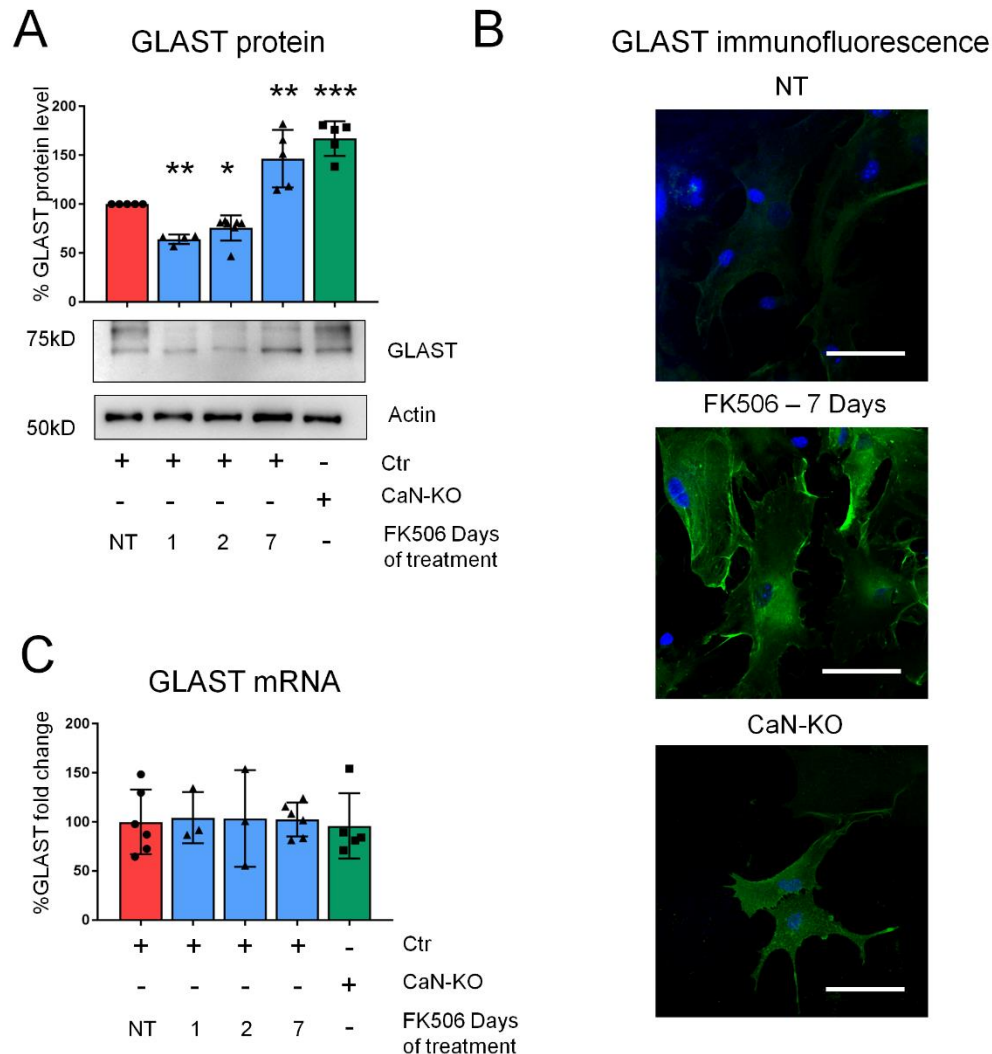 A
GLAST protein
** ***
** *
200
150
100
50
0
% GLAST protein level
75kD
GLAST
50kD
Actin
+ + + + - Ctr
- - - - + CaN-KO
NT 1 2 7 - FK506 Days
of treatment
B
GLAST immunofluorescence
NT
FK506 – 7 Days
CaN-KO
C
GLAST mRNA
200
150
100
50
0
%GLAST fold change
+ + + + - Ctr
- - - - + CaN-KO
NT 1 2 7 - FK506 Days
of treatment